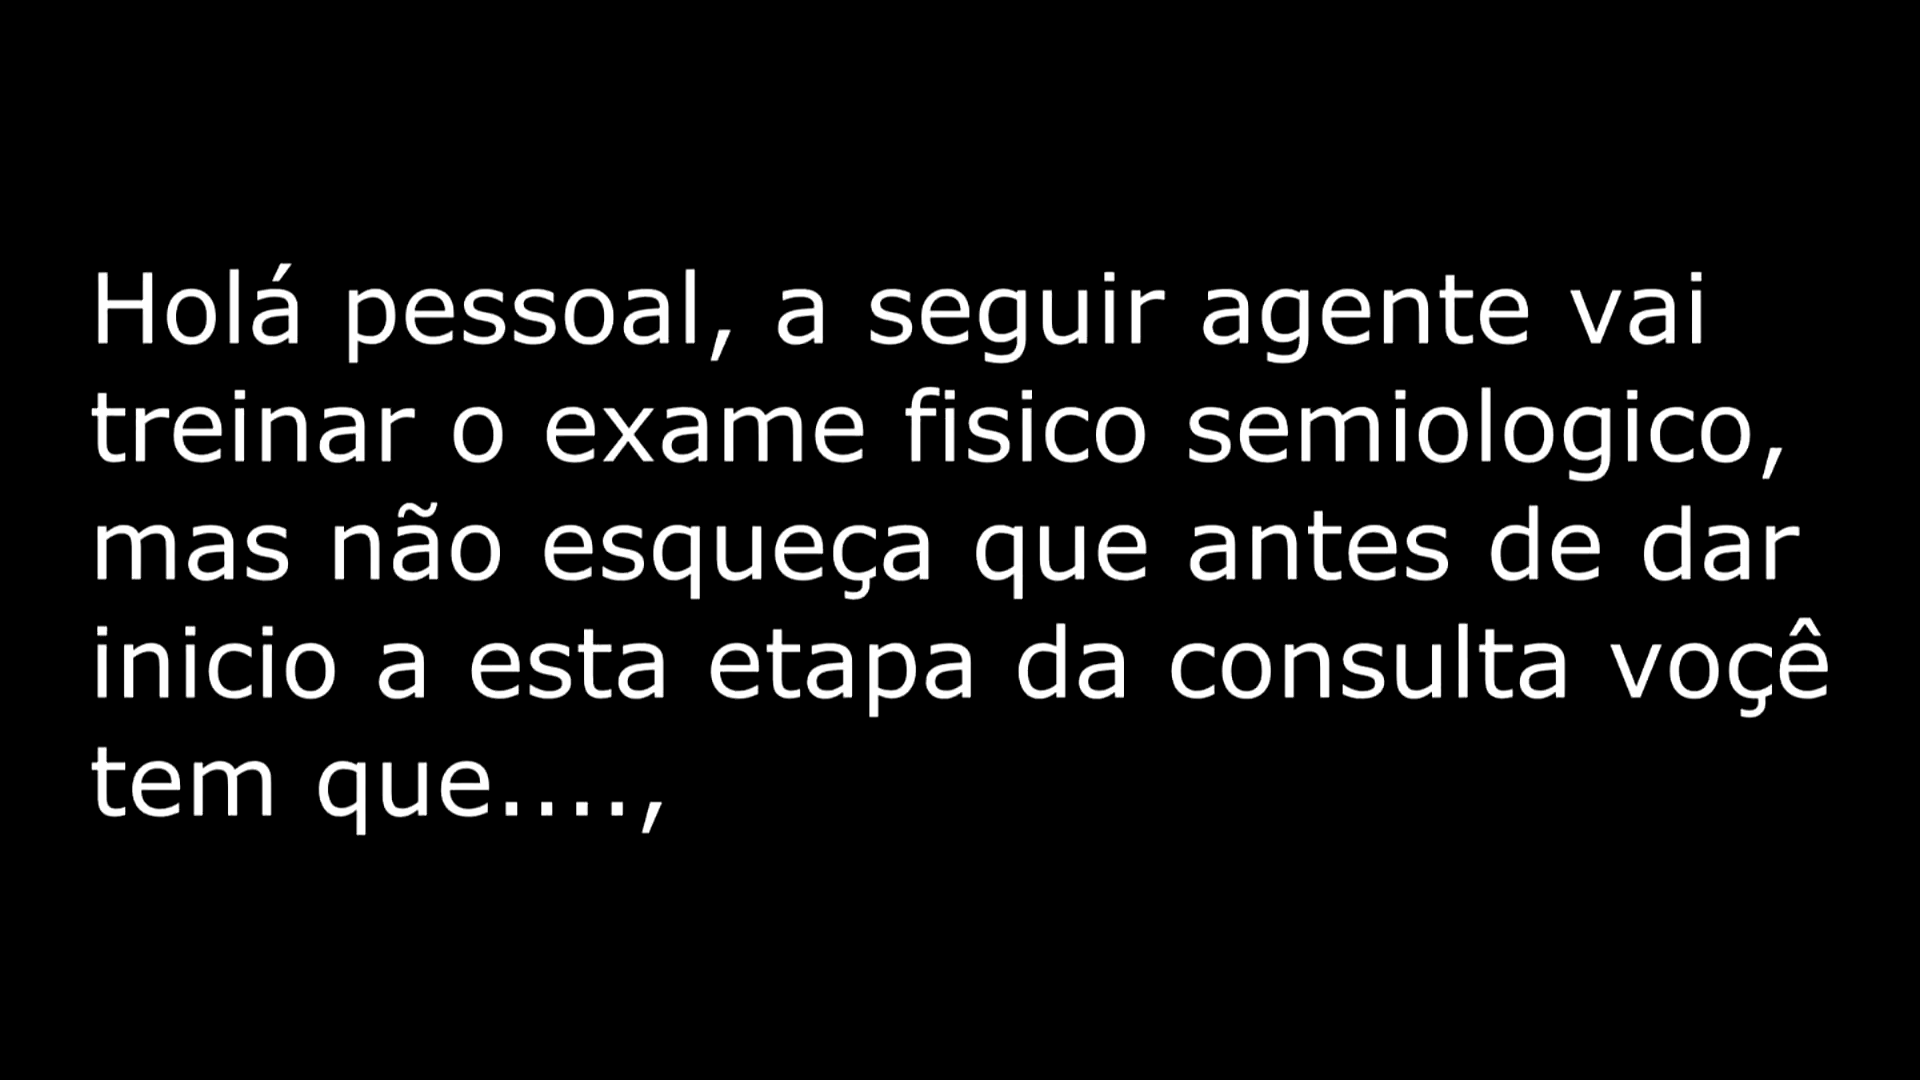 Holá pessoal, a seguir agente vai
treinar o exame fisico semiologico,
mas não esqueça que antes de dar
inicio a esta etapa da consulta voçê
tem que....,